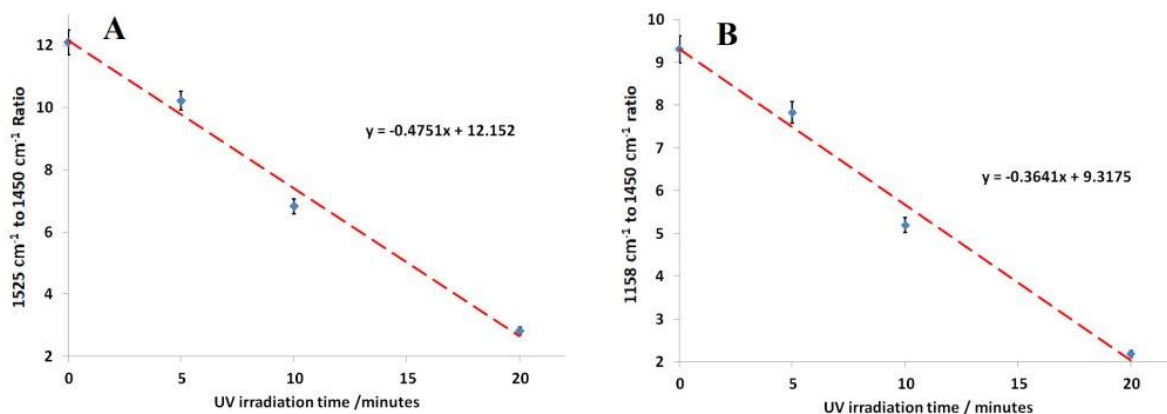 A
1525 cm⁻¹ to 1450 cm⁻¹ Ratio
12
10
8
6
4
2
y = -0.4751x + 12.152
0 5 10 15 20
UV irradiation time /minutes
B
1158 cm⁻¹ to 1450 cm⁻¹ ratio
10
9
8
7
6
5
4
3
2
y = -0.3641x + 9.3175
0 5 10 15 20
UV irradiation time / minutes